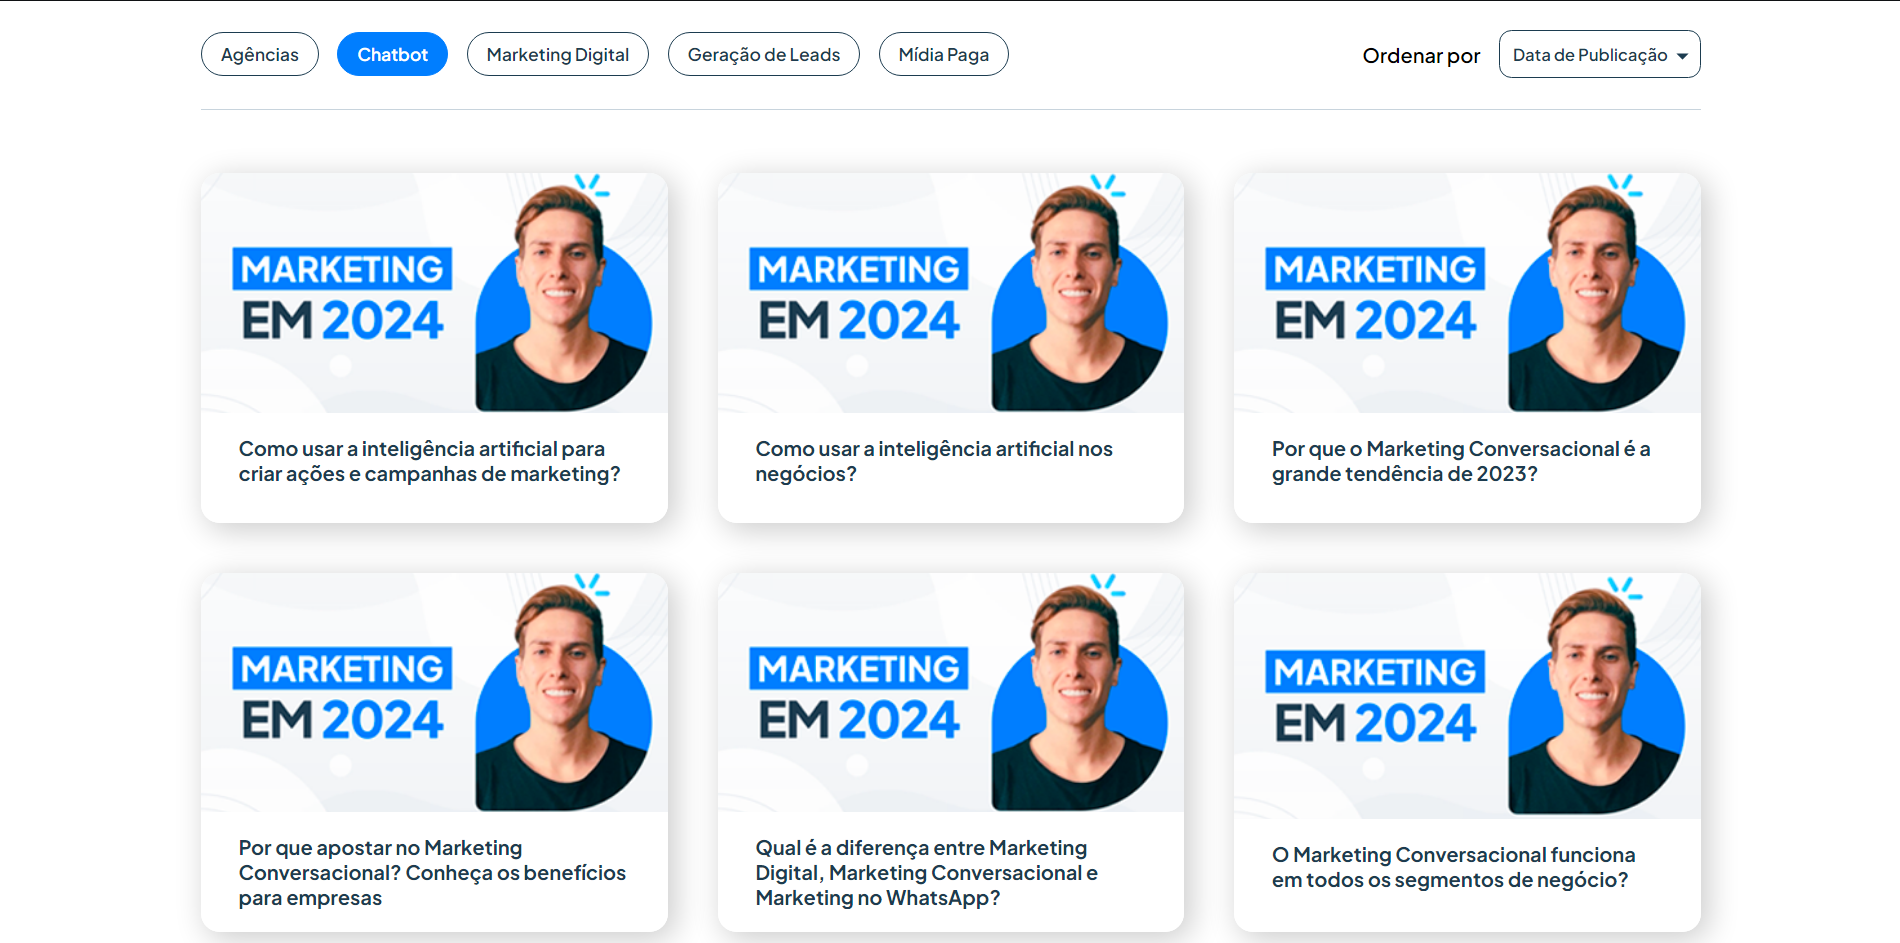 Agências
Chatbot
Marketing Digital
Geração de Leads
Mídia Paga
Ordenar por
Data de Publicação
MARKETING
EM 2024
Como usar a inteligência artificial para
criar ações e campanhas de marketing?
MARKETING
EM 2024
Como usar a inteligência artificial nos
negócios?
MARKETING
EM 2024
Por que o Marketing Conversacional é a
grande tendência de 2023?
MARKETING
EM 2024
Por que apostar no Marketing
Conversacional? Conheça os benefícios
para empresas
MARKETING
EM 2024
Qual é a diferença entre Marketing
Digital, Marketing Conversacional e
Marketing no WhatsApp?
MARKETING
EM 2024
O Marketing Conversacional funciona
em todos os segmentos de negócio?